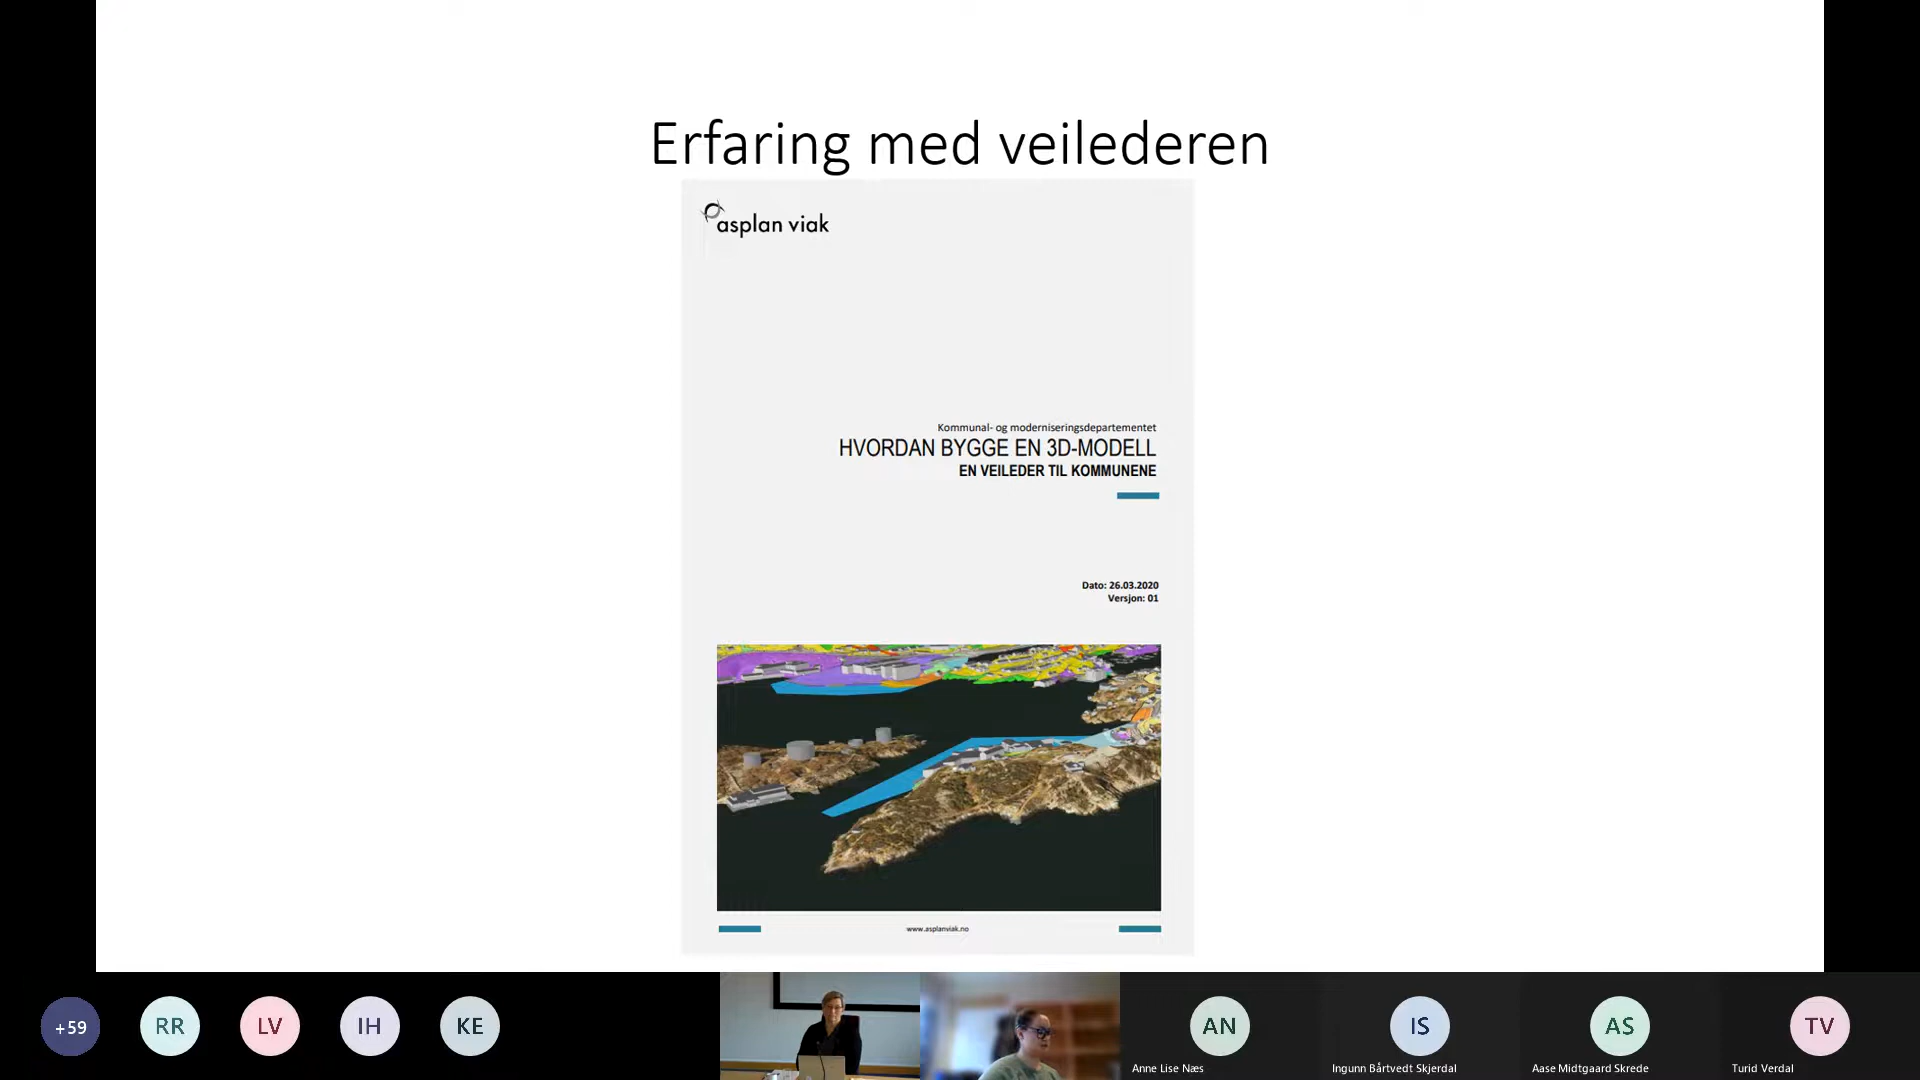 Erfaring med veilederen
asplan viak
Kommunal- og moderniseringsdepartementet
HVORDAN BYGGE EN 3D-MODELL
EN VEILEDER TIL KOMMUNENE
Dato: 26.03.2020
Versjon: 01
www.asplanviak.no
+59
RR
LV
IH
KE
AN
IS
AS
TV
Anne Lise Næs
Ingunn Bårtvedt Skjerdal
Aase Midtgaard Skrede
Turid Verdal